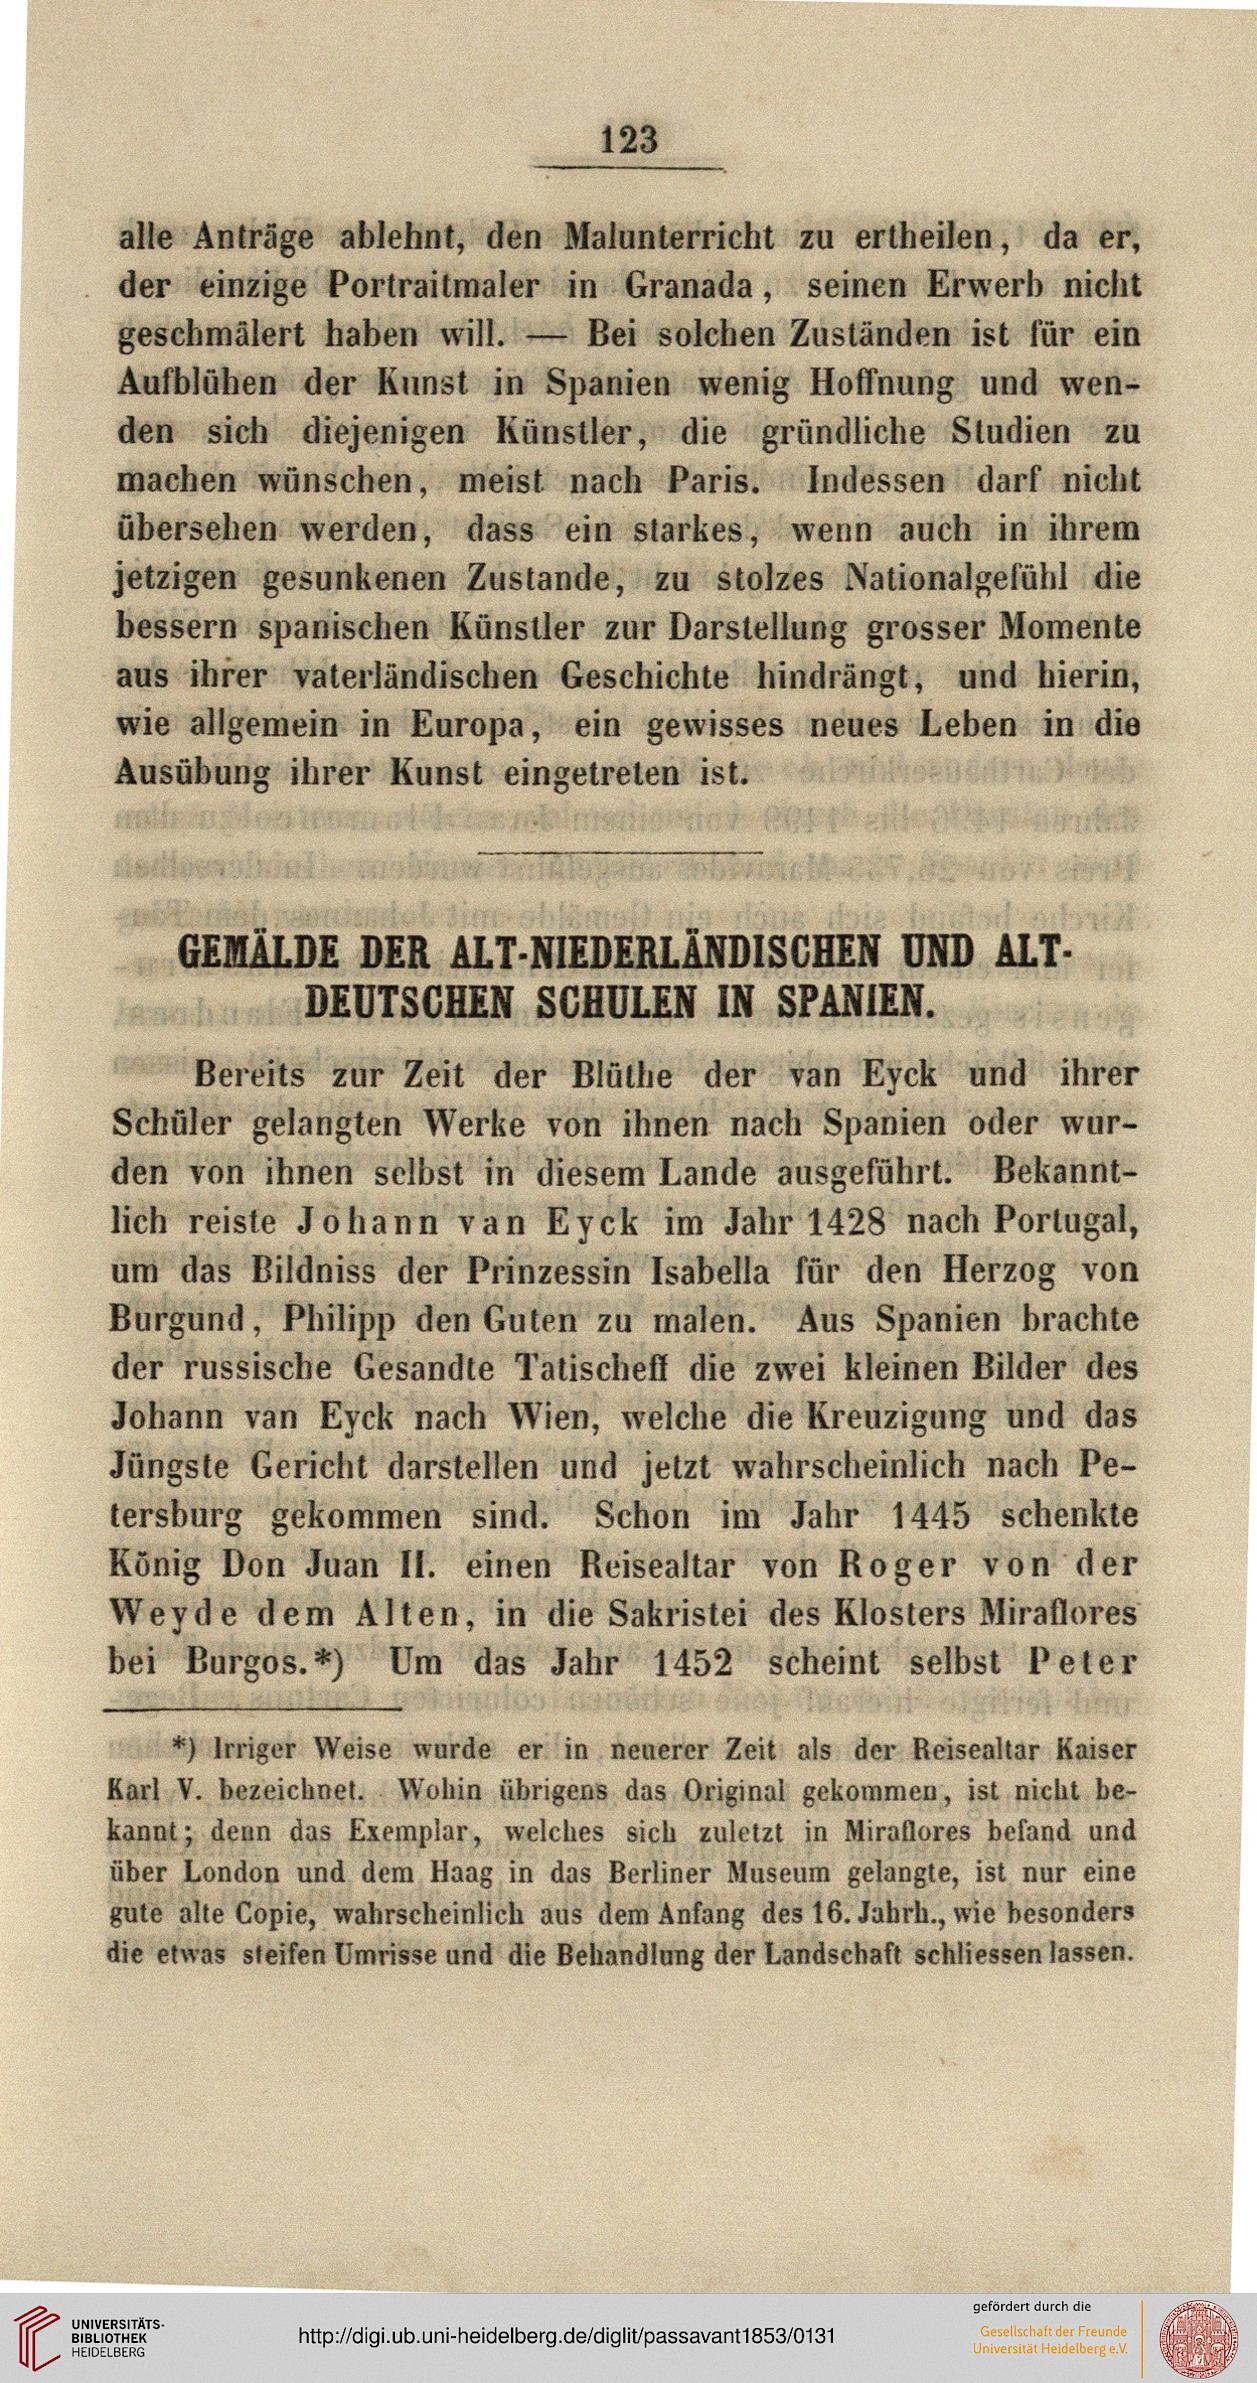 123
alle Anträge ablehnt, den Malunterricht zu ertheilen, da er,
der einzige Portraitmaler in Granada, seinen Erwerb nicht
geschmälert haben will. — Bei solchen Zuständen ist für ein
Aufblühen der Kunst in Spanien wenig Hoffnung und wen-
den sich diejenigen Künstler, die gründliche Studien zu
machen wünschen, meist nach Paris. Indessen darf nicht
übersehen werden, dass ein starkes, wenn auch in ihrem
jetzigen gesunkenen Zustande, zu stolzes Nationalgefühl die
bessern spanischen Künstler zur Darstellung grosser Momente
aus ihrer vaterländischen Geschichte hindrängt, und hierin,
wie allgemein in Europa, ein gewisses neues Leben in die
Ausübung ihrer Kunst eingetreten ist.
GEMÄLDE DER ALT-NIEDERLÄNDISCHEN UND ALT-
DEUTSCHEN SCHULEN IN SPANIEN.
Bereits zur Zeit der Blüthe der van Eyck und ihrer
Schüler gelangten Werke von ihnen nach Spanien oder wur-
den von ihnen selbst in diesem Lande ausgeführt. Bekannt-
lich reiste Johann van Eyck im Jahr 1428 nach Portugal,
um das Bildniss der Prinzessin Isabella für den Herzog von
Burgund, Philipp den Guten zu malen. Aus Spanien brachte
der russische Gesandte Tatischeff die zwei kleinen Bilder des
Johann van Eyck nach Wien, welche die Kreuzigung und das
Jüngste Gericht darstellen und jetzt wahrscheinlich nach Pe-
tersburg gekommen sind. Schon im Jahr 1445 schenkte
König Don Juan II. einen Reisealtar von Roger von der
Weyde dem Alten, in die Sakristei des Klosters Miraflores
bei Burgos.*) Um das Jahr 1452 scheint selbst Peter
*) Irriger Weise wurde er in neuerer Zeit als der Reisealtar Kaiser
Karl V. bezeichnet. Wohin übrigens das Original gekommen, ist nicht be-
kannt; denn das Exemplar, welches sich zuletzt in Miraflores befand und
über London und dem Haag in das Berliner Museum gelangte, ist nur eine
gute alte Copie, wahrscheinlich aus dem Anfang des 16. Jahrh., wie besonders
die etwas steifen Umrisse und die Behandlung der Landschaft schliessen lassen.
UNIVERSITÄTS-
BIBLIOTHEK
HEIDELBERG
http://digi.ub.uni-heidelberg.de/diglit/passavant1853/0131
gefördert durch die
Gesellschaft der Freunde
Universität Heidelberg e.V.